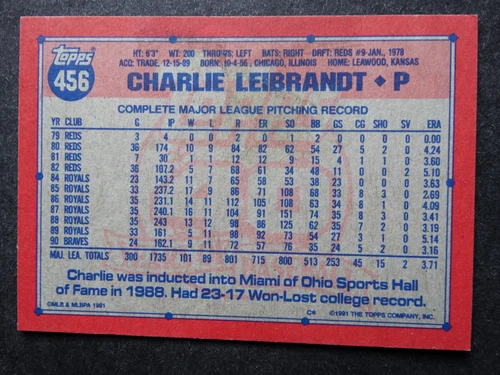 Topps
456
HT: 6'3" WT: 200 THROWS: LEFT BATS: RIGHT DRFT: REDS #9-JAN., 1978
ACQ: TRADE, 12-15-89 BORN: 10-4-56, CHICAGO, ILLINOIS HOME: LEAWOOD, KANSAS
CHARLIE LEIBRANDT ♦ P
COMPLETE MAJOR LEAGUE PITCHING RECORD
YR CLUB G IP W L R ER SO BB GS CG SHO SV ERA
79 REDS 3 4 0 0 2 0 1 2 0 0 0 0 0.00
80 REDS 36 174 10 9 84 82 62 54 27 5 2 0 4.24
81 REDS 7 30 1 1 12 12 9 15 4 1 1 0 3.60
82 REDS 36 107.2 5 7 68 61 34 48 11 0 0 2 5.10
84 ROYALS 23 143.2 11 7 65 58 53 38 23 0 0 0 3.63
85 ROYALS 33 237.2 17 9 86 71 108 68 33 8 3 0 2.69
86 ROYALS 35 231.1 14 11 112 105 108 63 34 8 1 0 4.09
87 ROYALS 35 240.1 16 11 104 91 151 74 35 8 3 0 3.41
88 ROYALS 35 243 13 12 98 86 125 62 35 7 2 0 3.19
89 ROYALS 33 161 5 11 98 92 73 54 27 3 1 0 5.14
90 BRAVES 24 162.1 9 11 72 57 76 35 24 5 2 0 3.16
MAJ. LEA. TOTALS 300 1735 101 89 801 715 800 513 253 45 15 2 3.71
Charlie was inducted into Miami of Ohio Sports Hall
of Fame in 1988. Had 23-17 Won-Lost college record.
©MLB & MLBPA 1991 C* ©1991 THE TOPPS COMPANY, INC.